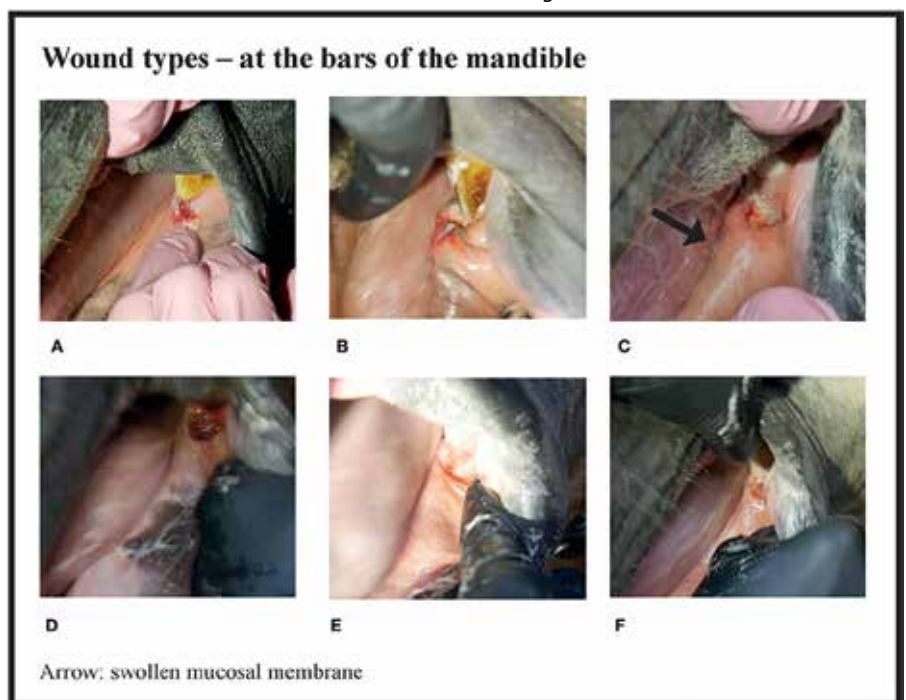 Wound types – at the bars of the mandible
A
B
C
D
E
F
Arrow: swollen mucosal membrane